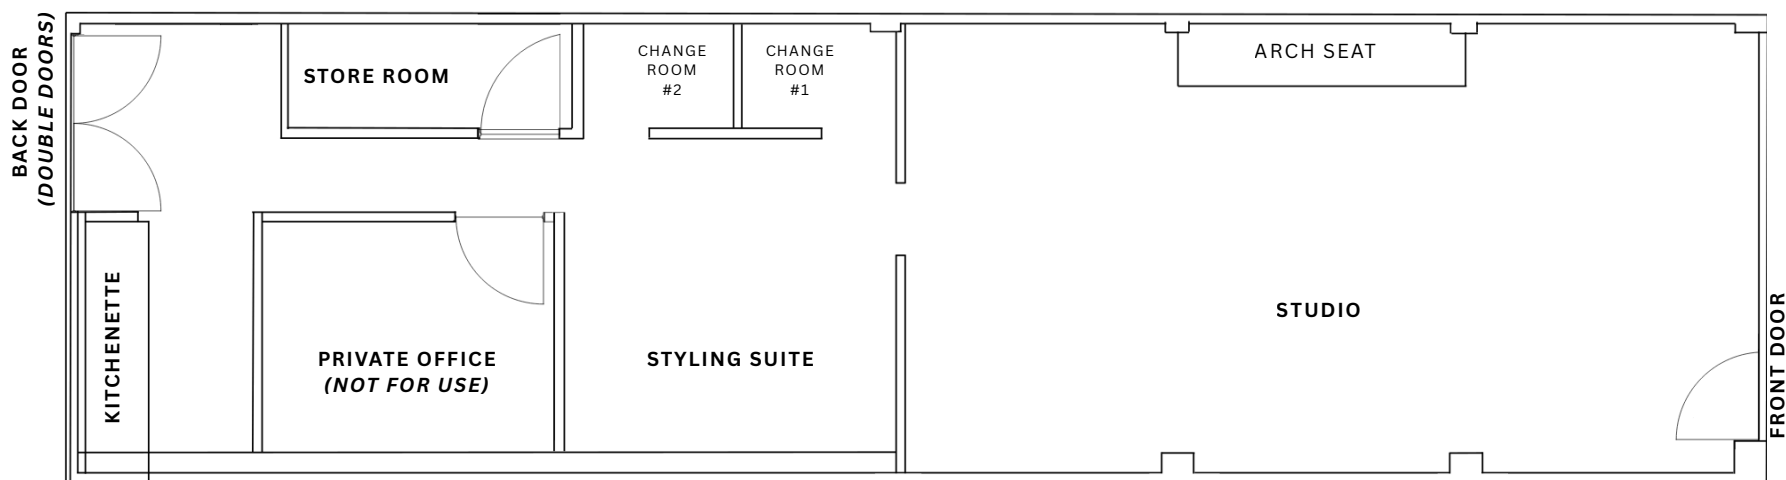 BACK DOOR
(DOUBLE DOORS)
STORE ROOM
CHANGE
ROOM
#2
CHANGE
ROOM
#1
ARCH SEAT
KITCHENETTE
PRIVATE OFFICE
(NOT FOR USE)
STYLING SUITE
STUDIO
FRONT DOOR